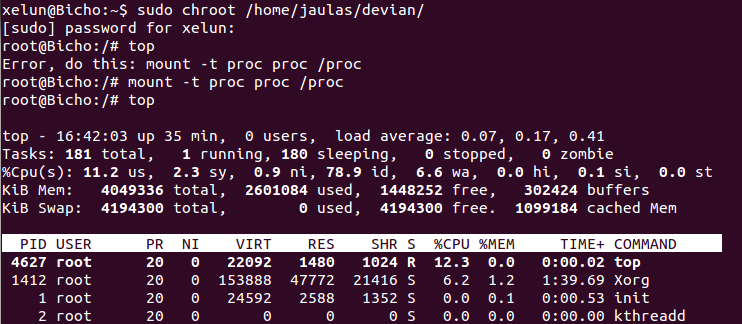 xelun@Bicho:~$ sudo chroot /home/jaulas/devian/
[sudo] password for xelun:
root@Bicho:/# top
Error, do this: mount -t proc proc /proc
root@Bicho:/# mount -t proc proc /proc
root@Bicho:/# top
top - 16:42:03 up 35 min,  0 users,  load average: 0.07, 0.17, 0.41
Tasks: 181 total,   1 running, 180 sleeping,   0 stopped,   0 zombie
%Cpu(s): 11.2 us,  2.3 sy,  0.9 ni, 78.9 id,  6.6 wa,  0.0 hi,  0.1 si,  0.0 st
KiB Mem:   4049336 total,  2601084 used,  1448252 free,   302424 buffers
KiB Swap:  4194300 total,        0 used,  4194300 free.  1099184 cached Mem
  PID USER      PR  NI    VIRT    RES    SHR S  %CPU %MEM     TIME+ COMMAND
 4627 root      20   0   22092   1480   1024 R  12.3  0.0   0:00.02 top
 1412 root      20   0  153888  47772  21416 S   6.2  1.2   1:39.69 Xorg
    1 root      20   0   24592   2588   1352 S   0.0  0.1   0:00.53 init
    2 root      20   0       0      0      0 S   0.0  0.0   0:00.00 kthreadd